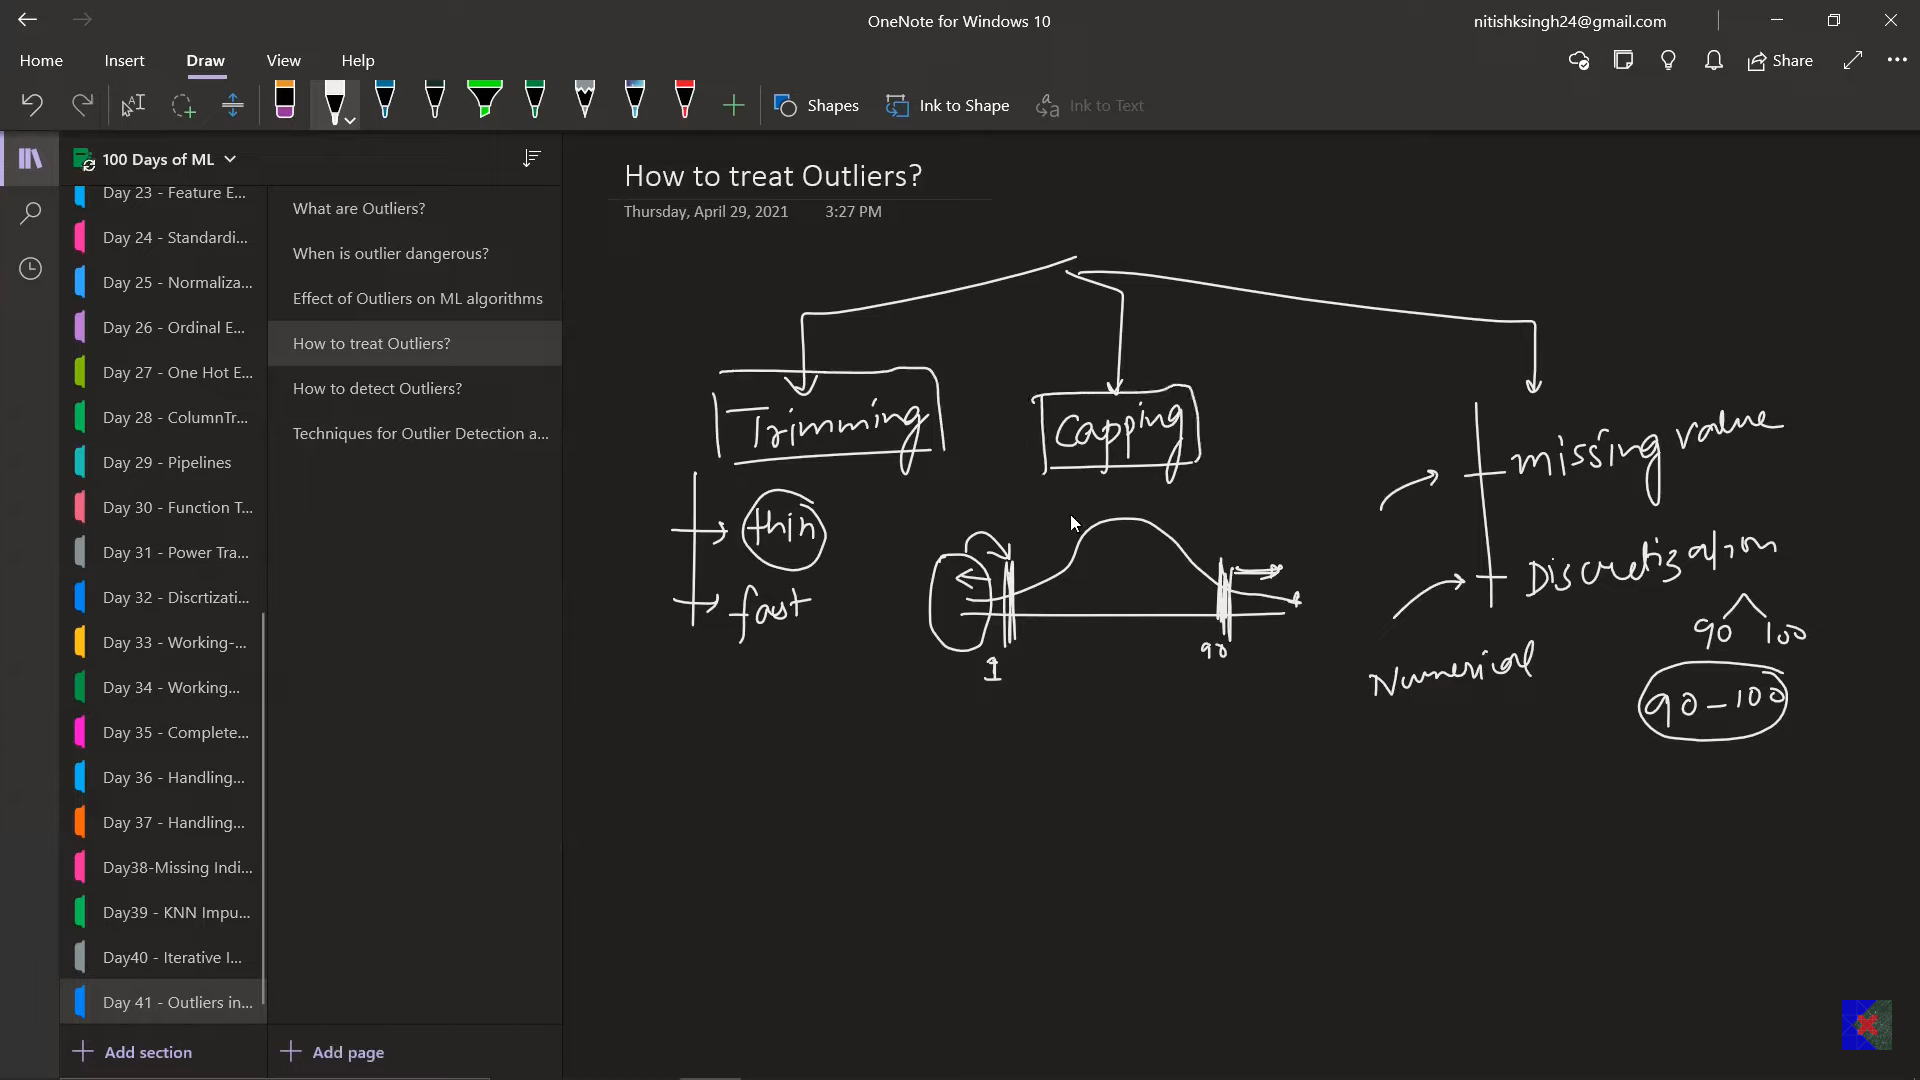 OneNote for Windows 10
nitishksingh24@gmail.com
Home
Insert
Draw
View
Help
Share
Shapes
Ink to Shape
Ink to Text
100 Days of ML
Day 23 - Feature E...
Day 24 - Standardi...
Day 25 - Normaliza...
Day 26 - Ordinal E...
Day 27 - One Hot E...
Day 28 - ColumnTr...
Day 29 - Pipelines
Day 30 - Function T...
Day 31 - Power Tra...
Day 32 - Discrtizati...
Day 33 - Working-...
Day 34 - Working...
Day 35 - Complete...
Day 36 - Handling...
Day 37 - Handling...
Day38-Missing Indi...
Day39 - KNN Impu...
Day40 - Iterative I...
Day 41 - Outliers in...
Add section
What are Outliers?
When is outlier dangerous?
Effect of Outliers on ML algorithms
How to treat Outliers?
How to detect Outliers?
Techniques for Outlier Detection a...
Add page
How to treat Outliers?
Thursday, April 29, 2021 3:27 PM
Trimming
Capping
missing value
thin
fast
Discretization
1
90 100
Numerical
90-100